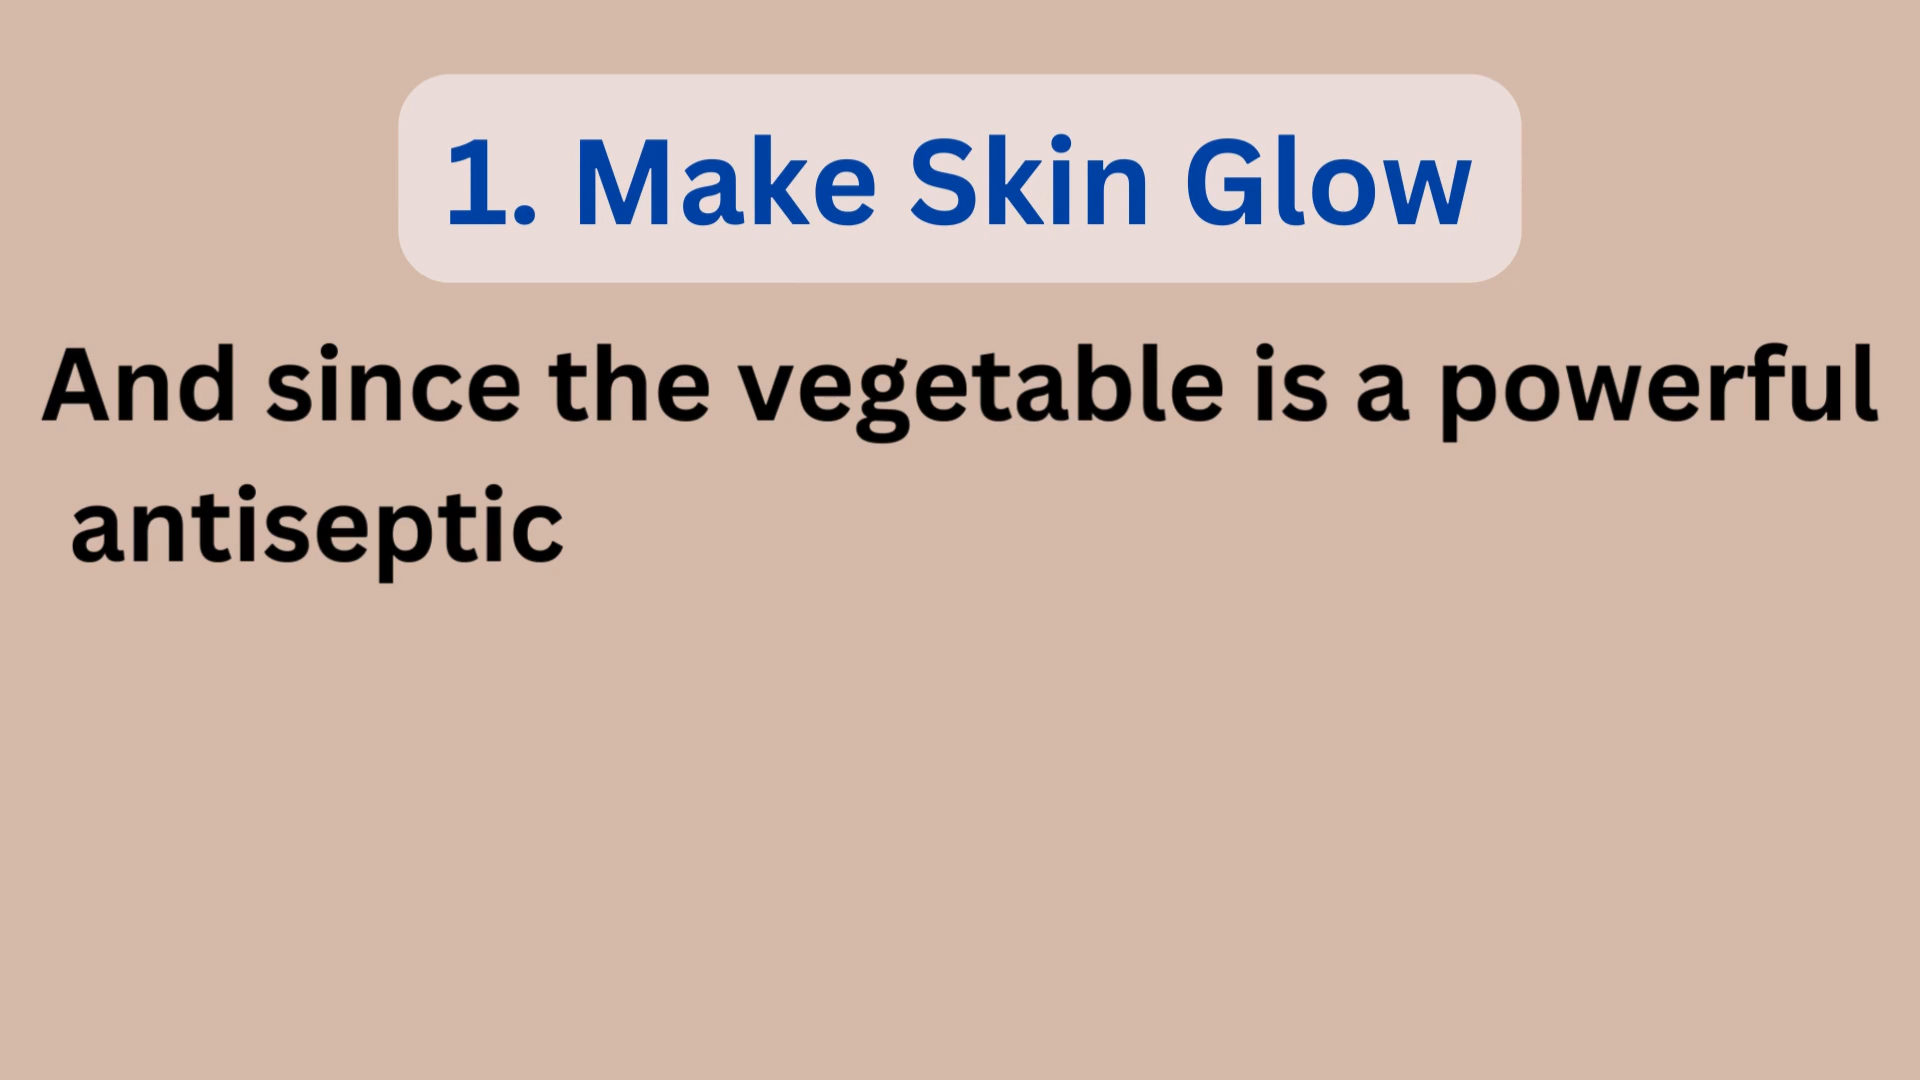 1. Make Skin Glow
And since the vegetable is a powerful
antiseptic